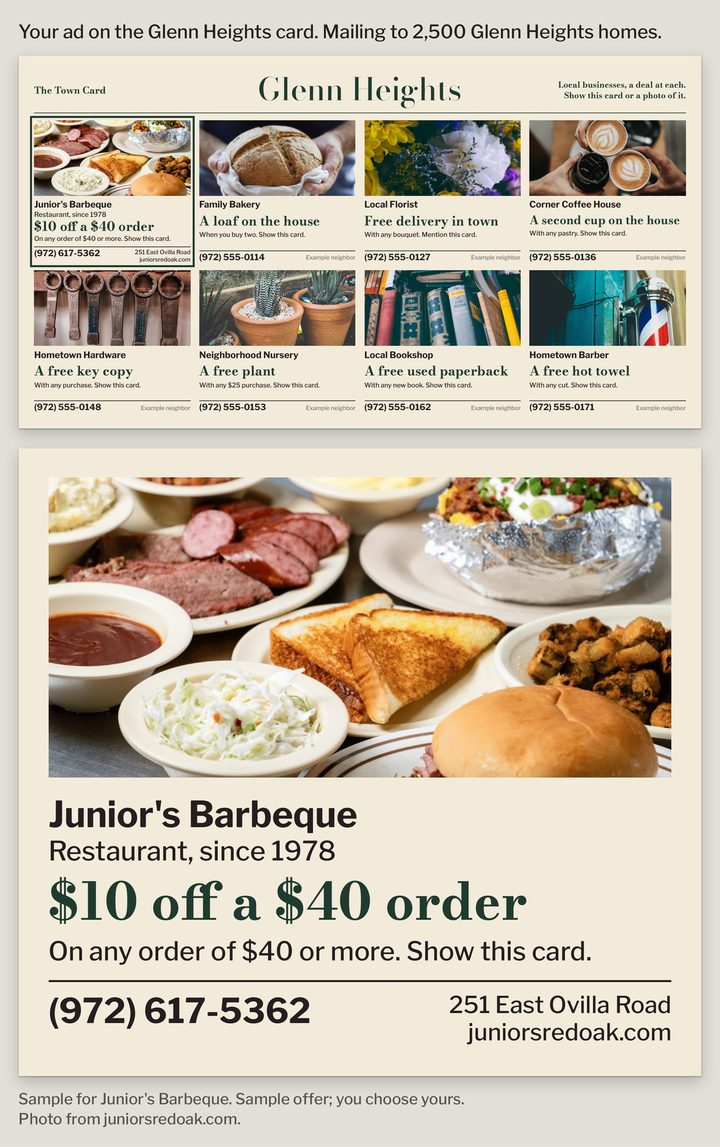 Your ad on the Glenn Heights card. Mailing to 2,500 Glenn Heights homes.
The Town Card
Glenn Heights
Local businesses, a deal at each.
Show this card or a photo of it.
Junior's Barbeque
Restaurant, since 1978
$10 off a $40 order
On any order of $40 or more. Show this card.
(972) 617-5362
251 East Ovilla Road
juniorsredoak.com
Family Bakery
A loaf on the house
When you buy two. Show this card.
(972) 555-0114
Example neighbor
Local Florist
Free delivery in town
With any bouquet. Mention this card.
(972) 555-0127
Example neighbor
Corner Coffee House
A second cup on the house
With any pastry. Show this card.
(972) 555-0136
Example neighbor
Hometown Hardware
A free key copy
With any purchase. Show this card.
(972) 555-0148
Example neighbor
Neighborhood Nursery
A free plant
With any $25 purchase. Show this card.
(972) 555-0153
Example neighbor
Local Bookshop
A free used paperback
With any new book. Show this card.
(972) 555-0162
Example neighbor
Hometown Barber
A free hot towel
With any cut. Show this card.
(972) 555-0171
Example neighbor
Junior's Barbeque
Restaurant, since 1978
$10 off a $40 order
On any order of $40 or more. Show this card.
(972) 617-5362
251 East Ovilla Road
juniorsredoak.com
Sample for Junior's Barbeque. Sample offer; you choose yours.
Photo from juniorsredoak.com.